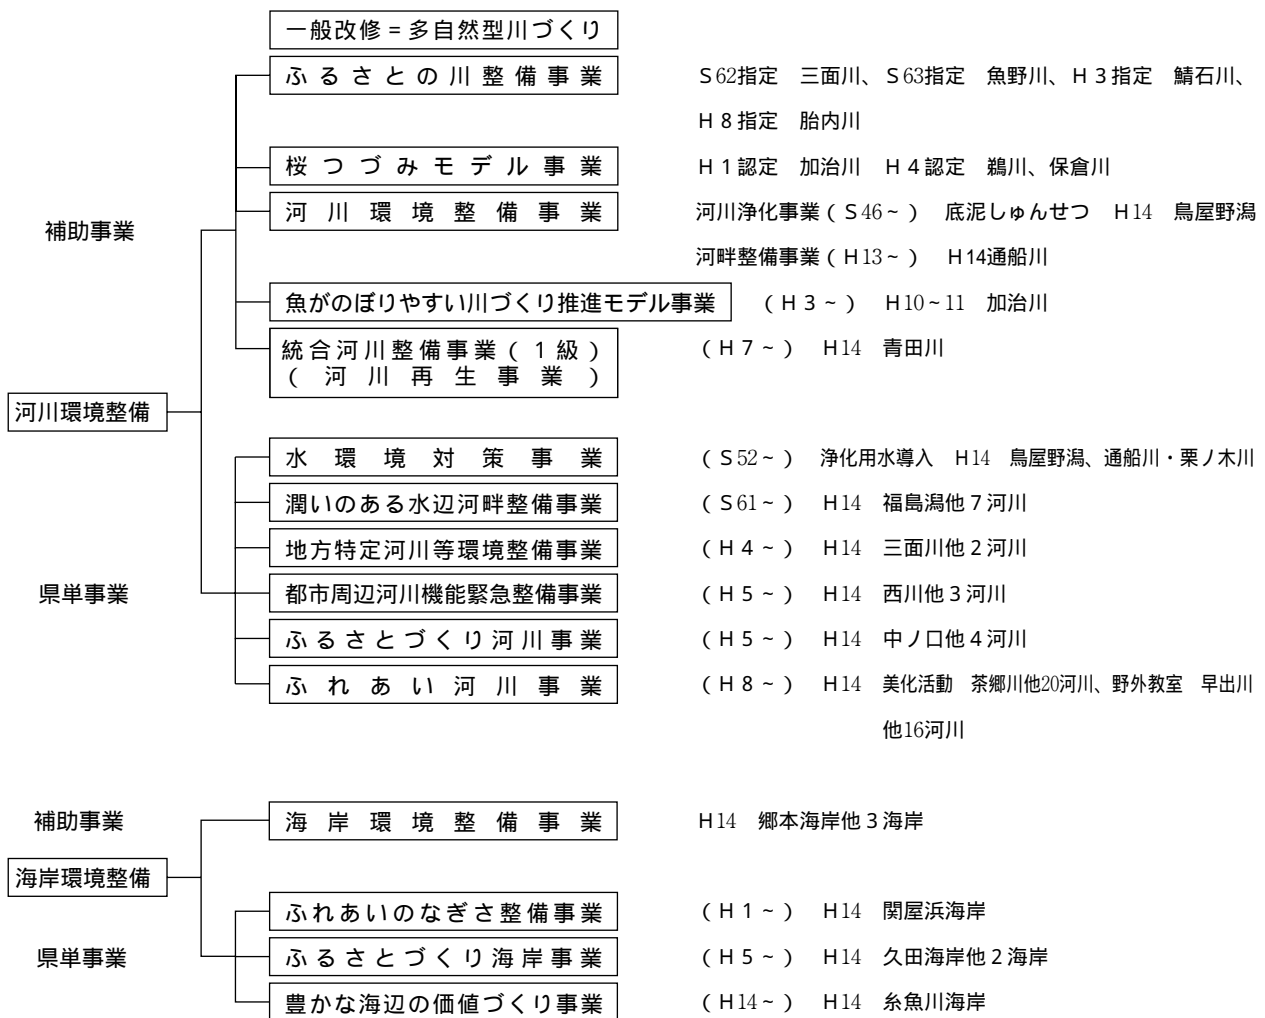 一般改修=多自然型川づくり
ふるさとの川整備事業 S62指定 三面川、S63指定 魚野川、H3指定 鯖石川、
H8指定 胎内川
桜つづみモデル事業 H1認定 加治川 H4認定 鵜川、保倉川
河川環境整備事業 河川浄化事業(S46~) 底泥しゅんせつ H14 鳥屋野潟
補助事業
河畔整備事業(H13~) H14通船川
魚がのぼりやすい川づくり推進モデル事業 (H3~) H10~11 加治川
統合河川整備事業(1級) (H7~) H14 青田川
(河川再生事業)
河川環境整備
水環境対策事業 (S52~) 浄化用水導入 H14 鳥屋野潟、通船川・栗ノ木川
潤いのある水辺河畔整備事業 (S61~) H14 福島潟他7河川
地方特定河川等環境整備事業 (H4~) H14 三面川他2河川
県単事業 都市周辺河川機能緊急整備事業 (H5~) H14 西川他3河川
ふるさとづくり河川事業 (H5~) H14 中ノ口他4河川
ふれあい河川事業 (H8~) H14 美化活動 茶郷川他20河川、野外教室 早出川
他16河川
補助事業 海岸環境整備事業 H14 郷本海岸他3海岸
海岸環境整備
ふれあいのなぎさ整備事業 (H1~) H14 関屋浜海岸
県単事業 ふるさとづくり海岸事業 (H5~) H14 久田海岸他2海岸
豊かな海辺の価値づくり事業 (H14~) H14 糸魚川海岸